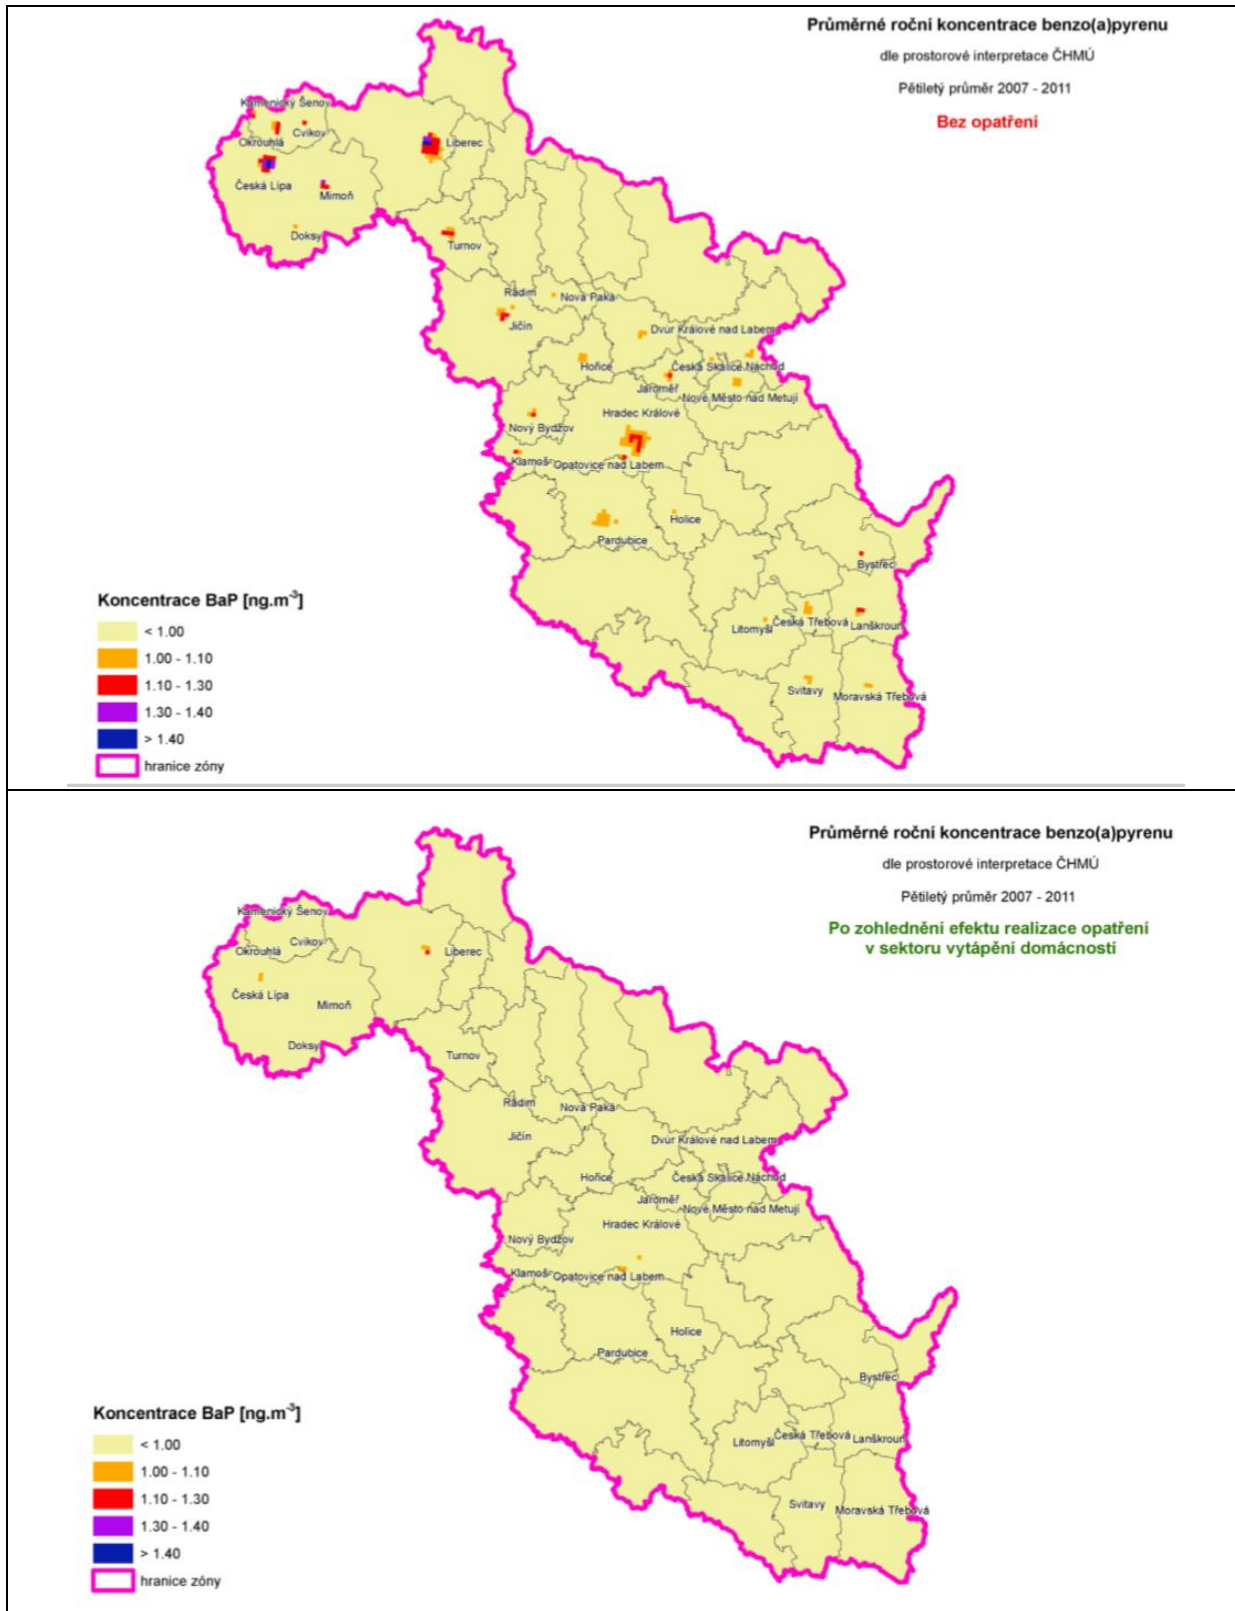 Průměrné roční koncentrace benzo(a)pyrenu
dle prostorové interpretace ČHMÚ
Pětiletý průměr 2007 - 2011
Bez opatření
Kamenický Šenov
Okrouhlá
Cvikov
Liberec
Česká Lípa
Mimoň
Doksy
Turnov
Radim
Nová Paka
Jičín
Dvůr Králové nad Labem
Hořice
Česká Skalice
Náchod
Jaroměř
Nové Město nad Metují
Hradec Králové
Nový Bydžov
Klamoš
Opatovice nad Labem
Holice
Pardubice
Bystřec
Litomyšl
Česká Třebová
Lanškroun
Svitavy
Moravská Třebová
Koncentrace BaP [ng.m-3]
< 1.00
1.00 - 1.10
1.10 - 1.30
1.30 - 1.40
> 1.40
hranice zóny
Průměrné roční koncentrace benzo(a)pyrenu
dle prostorové interpretace ČHMÚ
Pětiletý průměr 2007 - 2011
Po zohlednění efektu realizace opatření
v sektoru vytápění domácností
Kamenický Šenov
Okrouhlá
Cvikov
Liberec
Česká Lípa
Mimoň
Doksy
Turnov
Radim
Nová Paka
Jičín
Dvůr Králové nad Labem
Hořice
Česká Skalice
Náchod
Jaroměř
Nové Město nad Metují
Hradec Králové
Nový Bydžov
Klamoš
Opatovice nad Labem
Holice
Pardubice
Bystřec
Litomyšl
Česká Třebová
Lanškroun
Svitavy
Moravská Třebová
Koncentrace BaP [ng.m-3]
< 1.00
1.00 - 1.10
1.10 - 1.30
1.30 - 1.40
> 1.40
hranice zóny